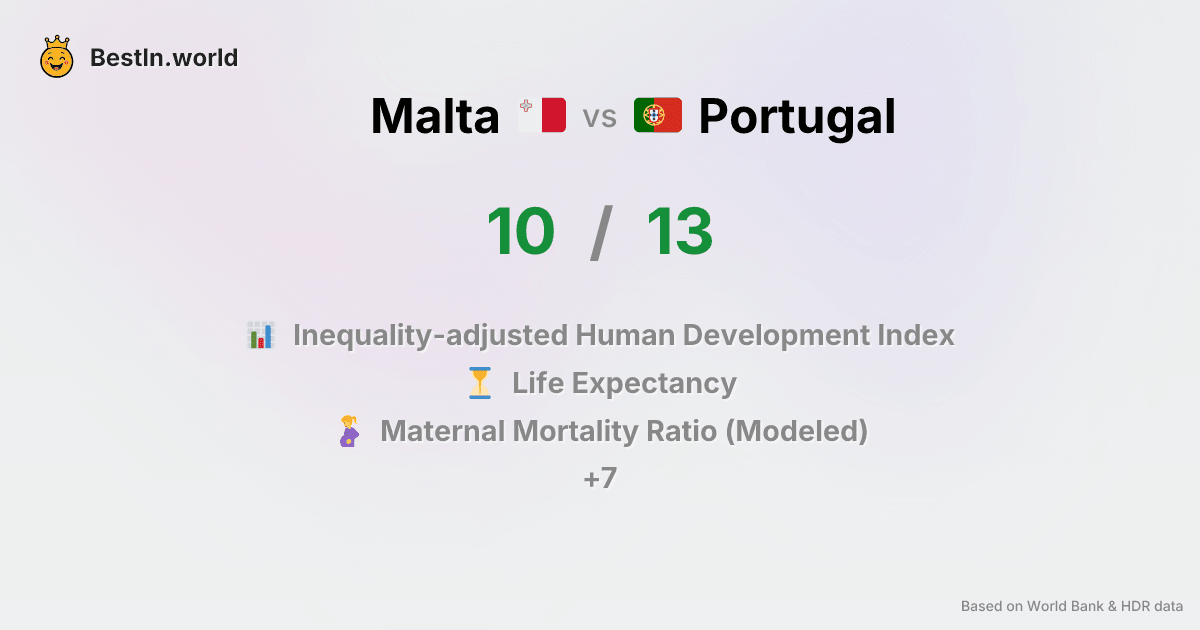 BestIn.world
Malta vs Portugal
10 / 13
Inequality-adjusted Human Development Index
Life Expectancy
Maternal Mortality Ratio (Modeled)
+7
Based on World Bank & HDR data